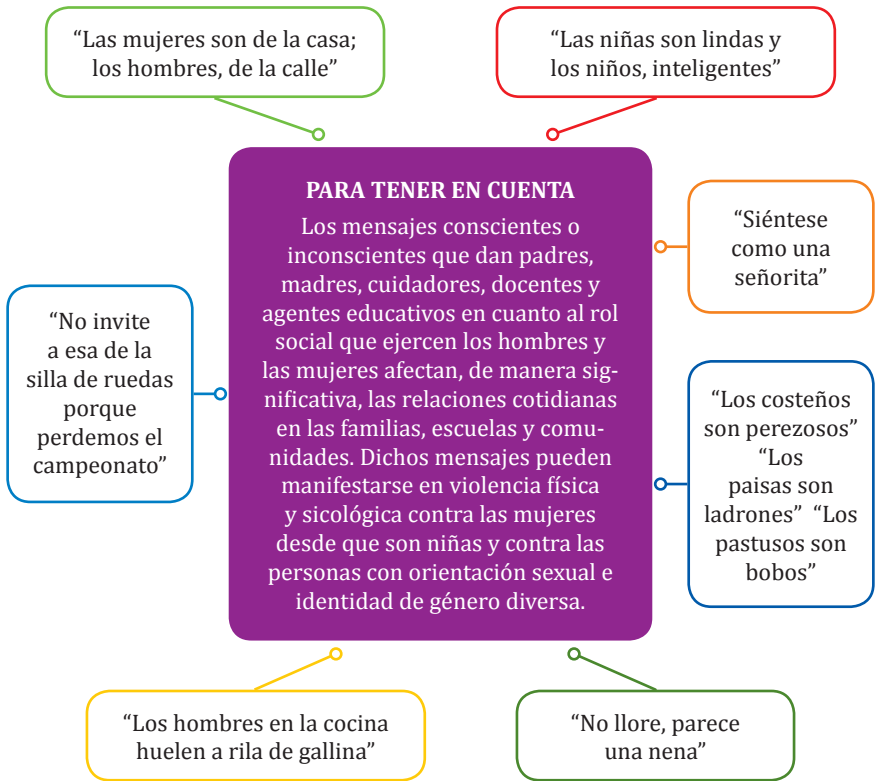 “Las mujeres son de la casa;
los hombres, de la calle”
“Las niñas son lindas y
los niños, inteligentes”
PARA TENER EN CUENTA
Los mensajes conscientes o
inconscientes que dan padres,
madres, cuidadores, docentes y
agentes educativos en cuanto al rol
social que ejercen los hombres y
las mujeres afectan, de manera sig-
nificativa, las relaciones cotidianas
en las familias, escuelas y comu-
nidades. Dichos mensajes pueden
manifestarse en violencia física
y sicológica contra las mujeres
desde que son niñas y contra las
personas con orientación sexual e
identidad de género diversa.
“Siéntese
como una
señorita”
“No invite
a esa de la
silla de ruedas
porque
perdemos el
campeonato”
“Los costeños
son perezosos”
“Los
paisas son
ladrones” “Los
pastusos son
bobos”
“Los hombres en la cocina
huelen a rila de gallina”
“No llore, parece
una nena”